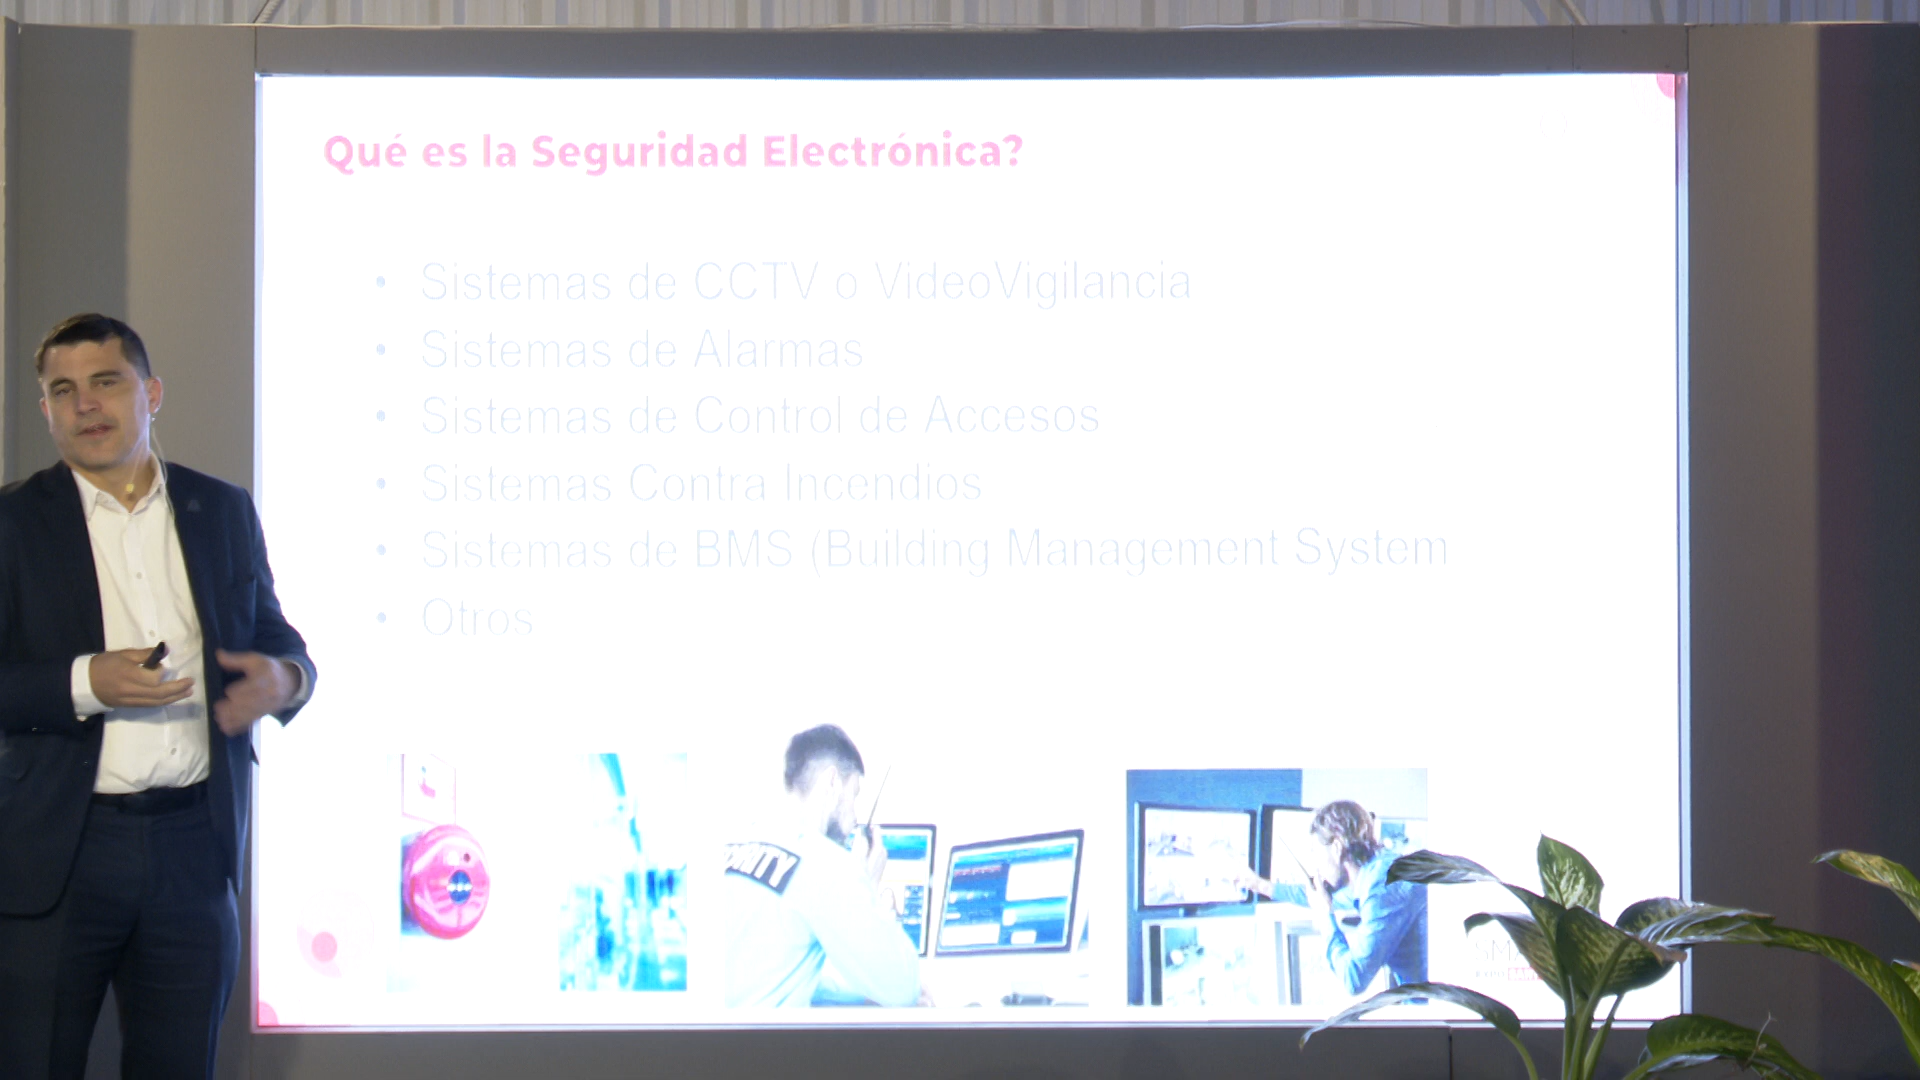 Qué es la Seguridad Electrónica?
• Sistemas de CCTV o VideoVigilancia
• Sistemas de Alarmas
• Sistemas de Control de Accesos
• Sistemas Contra Incendios
• Sistemas de BMS (Building Management System
• Otros